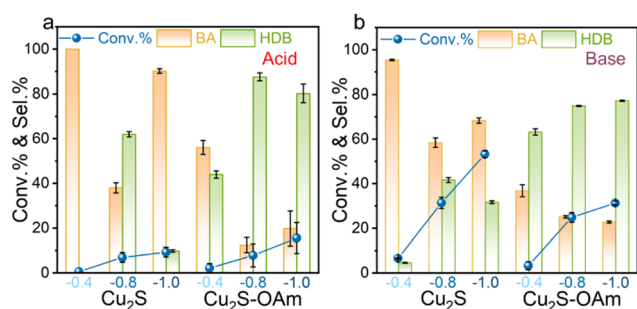 a
Conv.% BA HDB
Acid
Conv.% & Sel.%
100
80
60
40
20
0
-0.4 -0.8 -1.0 -0.4 -0.8 -1.0
Cu₂S Cu₂S-OAm
b
Conv.% BA HDB
Base
Conv.% & Sel.%
100
80
60
40
20
0
-0.4 -0.8 -1.0 -0.4 -0.8 -1.0
Cu₂S Cu₂S-OAm